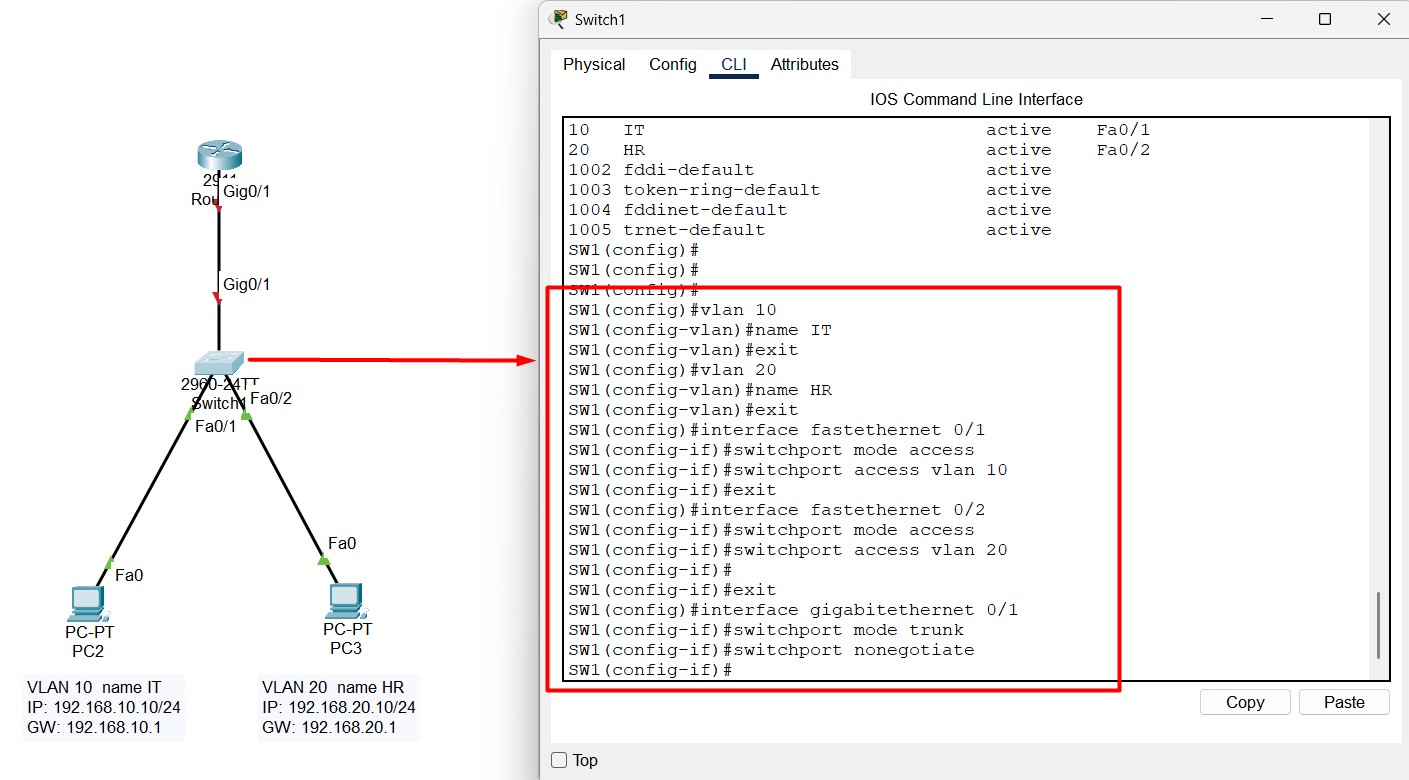 2911
Router
Gig0/1
Gig0/1
2960-24TT
Switch1
Fa0/2
Fa0/1
Fa0
Fa0
PC-PT
PC2
PC-PT
PC3
VLAN 10  name IT
IP: 192.168.10.10/24
GW: 192.168.10.1
VLAN 20  name HR
IP: 192.168.20.10/24
GW: 192.168.20.1
Switch1
Physical Config CLI Attributes
IOS Command Line Interface
10   IT                               active    Fa0/1
20   HR                               active    Fa0/2
1002 fddi-default                     active
1003 token-ring-default               active
1004 fddinet-default                  active
1005 trnet-default                    active
SW1(config)#
SW1(config)#
SW1(config)#
SW1(config)#vlan 10
SW1(config-vlan)#name IT
SW1(config-vlan)#exit
SW1(config)#vlan 20
SW1(config-vlan)#name HR
SW1(config-vlan)#exit
SW1(config)#interface fastethernet 0/1
SW1(config-if)#switchport mode access
SW1(config-if)#switchport access vlan 10
SW1(config-if)#exit
SW1(config)#interface fastethernet 0/2
SW1(config-if)#switchport mode access
SW1(config-if)#switchport access vlan 20
SW1(config-if)#
SW1(config-if)#exit
SW1(config)#interface gigabitethernet 0/1
SW1(config-if)#switchport mode trunk
SW1(config-if)#switchport nonegotiate
SW1(config-if)#
Copy Paste
Top